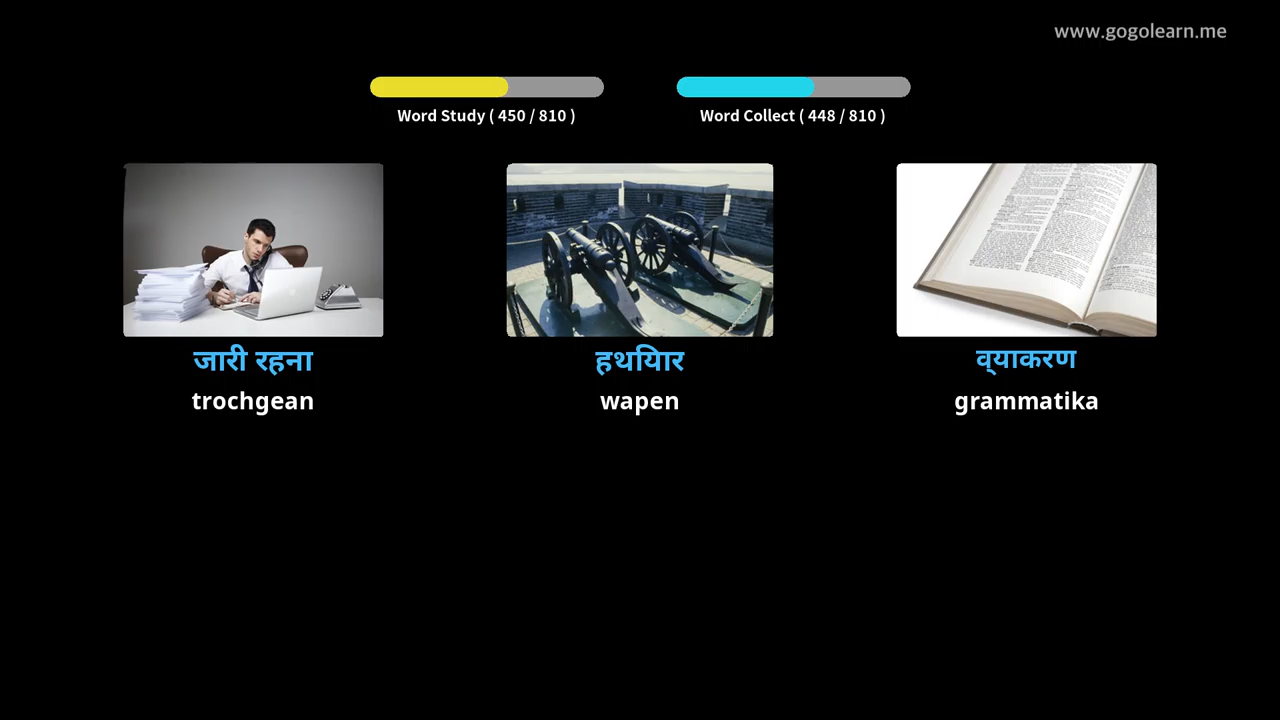 www.gogolearn.me
Word Study ( 450 / 810 )
Word Collect ( 448 / 810 )
जारी रहना
हथियार
व्याकरण
trochgean
wapen
grammatika